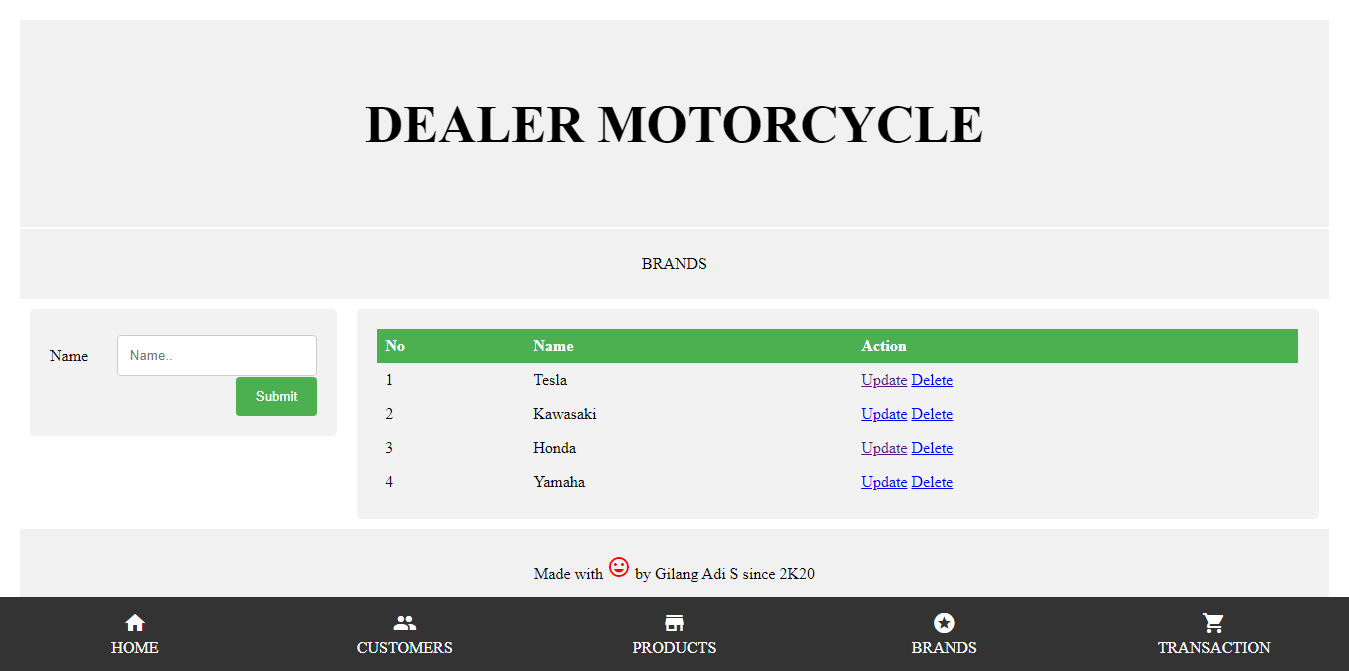 DEALER MOTORCYCLE
BRANDS
Name
Name..
Submit
No Name Action
1 Tesla Update Delete
2 Kawasaki Update Delete
3 Honda Update Delete
4 Yamaha Update Delete
Made with by Gilang Adi S since 2K20
HOME CUSTOMERS PRODUCTS BRANDS TRANSACTION